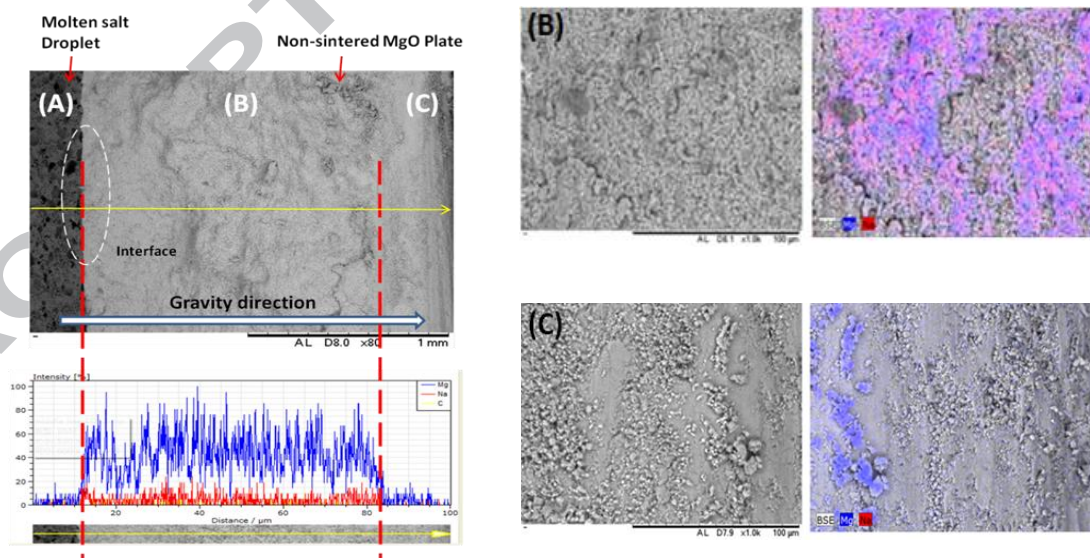 Molten salt
Droplet
Non-sintered MgO Plate
(A)
(B)
(C)
Interface
Gravity direction
AL D8.0 x80 1 mm
Intensity [%]
Mg
Na
C
100
80
60
40
20
0
20 40 60 80 100
Distance / µm
(B)
AL D8.1 x1.0k 100 µm
(C)
AL D7.9 x1.0k 100 µm
BSE Mg Na